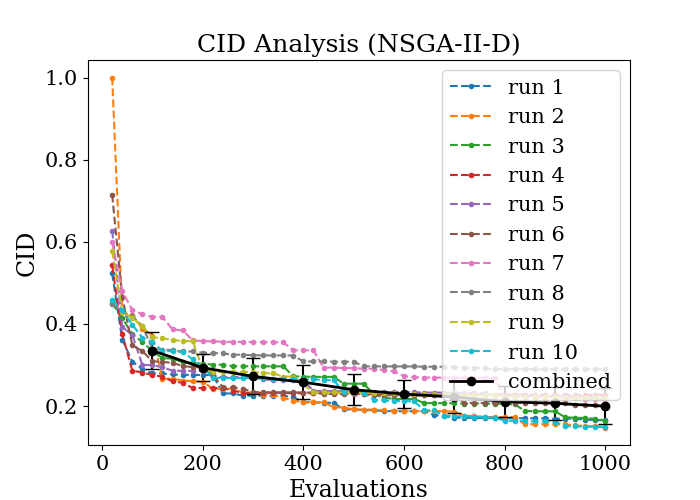 CID Analysis (NSGA-II-D)
CID
1.0
0.8
0.6
0.4
0.2
0
200
400
600
800
1000
Evaluations
run 1
run 2
run 3
run 4
run 5
run 6
run 7
run 8
run 9
run 10
combined